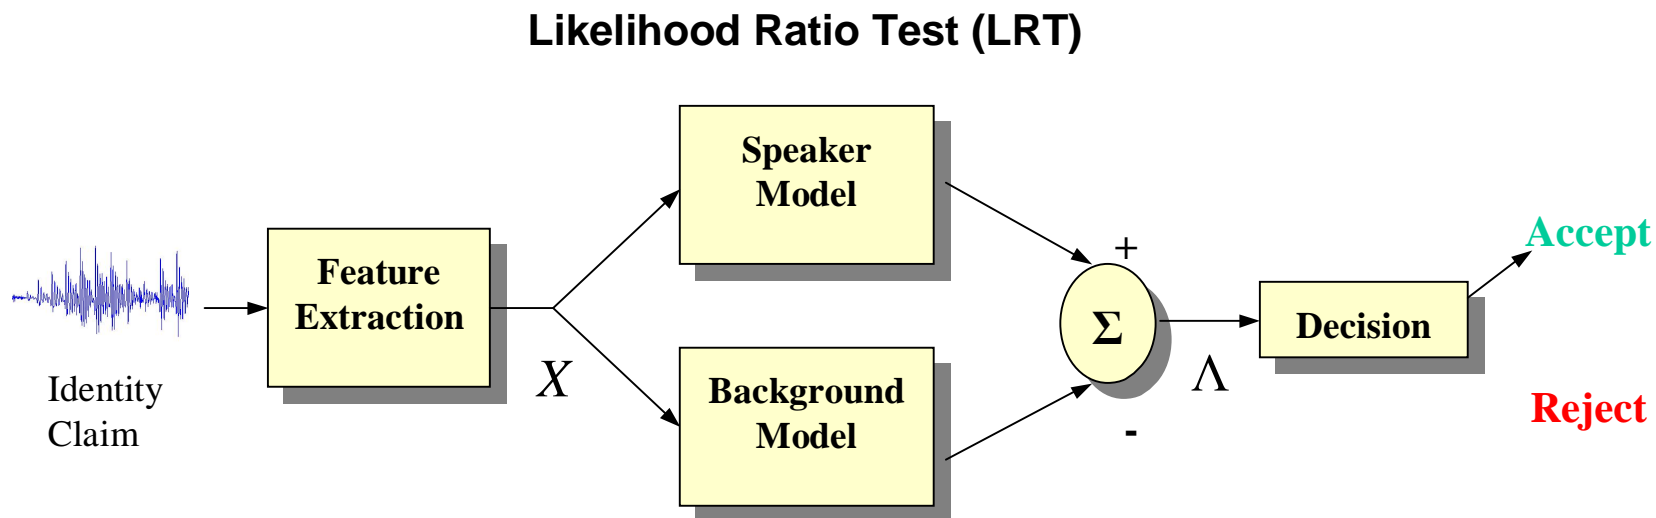 Likelihood Ratio Test (LRT)
Identity
Claim
Feature
Extraction
X
Speaker
Model
Background
Model
+
Σ
-
Λ
Decision
Accept
Reject